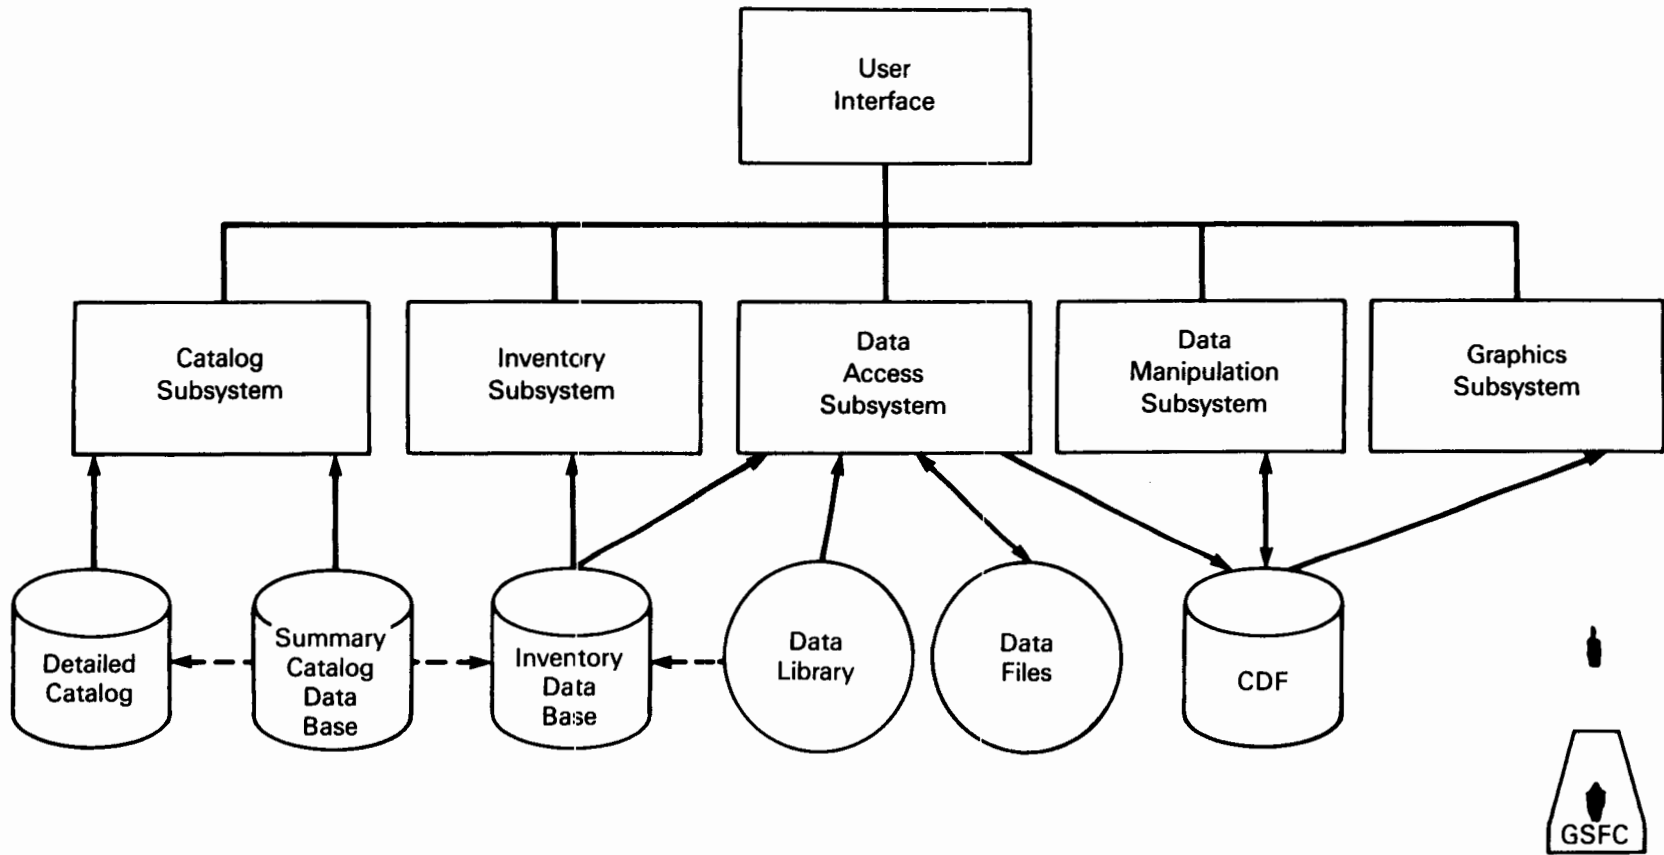 User
Interface
Catalog
Subsystem
Inventory
Subsystem
Data
Access
Subsystem
Data
Manipulation
Subsystem
Graphics
Subsystem
Detailed
Catalog
Summary
Catalog
Data
Base
Inventory
Data
Base
Data
Library
Data
Files
CDF
GSFC